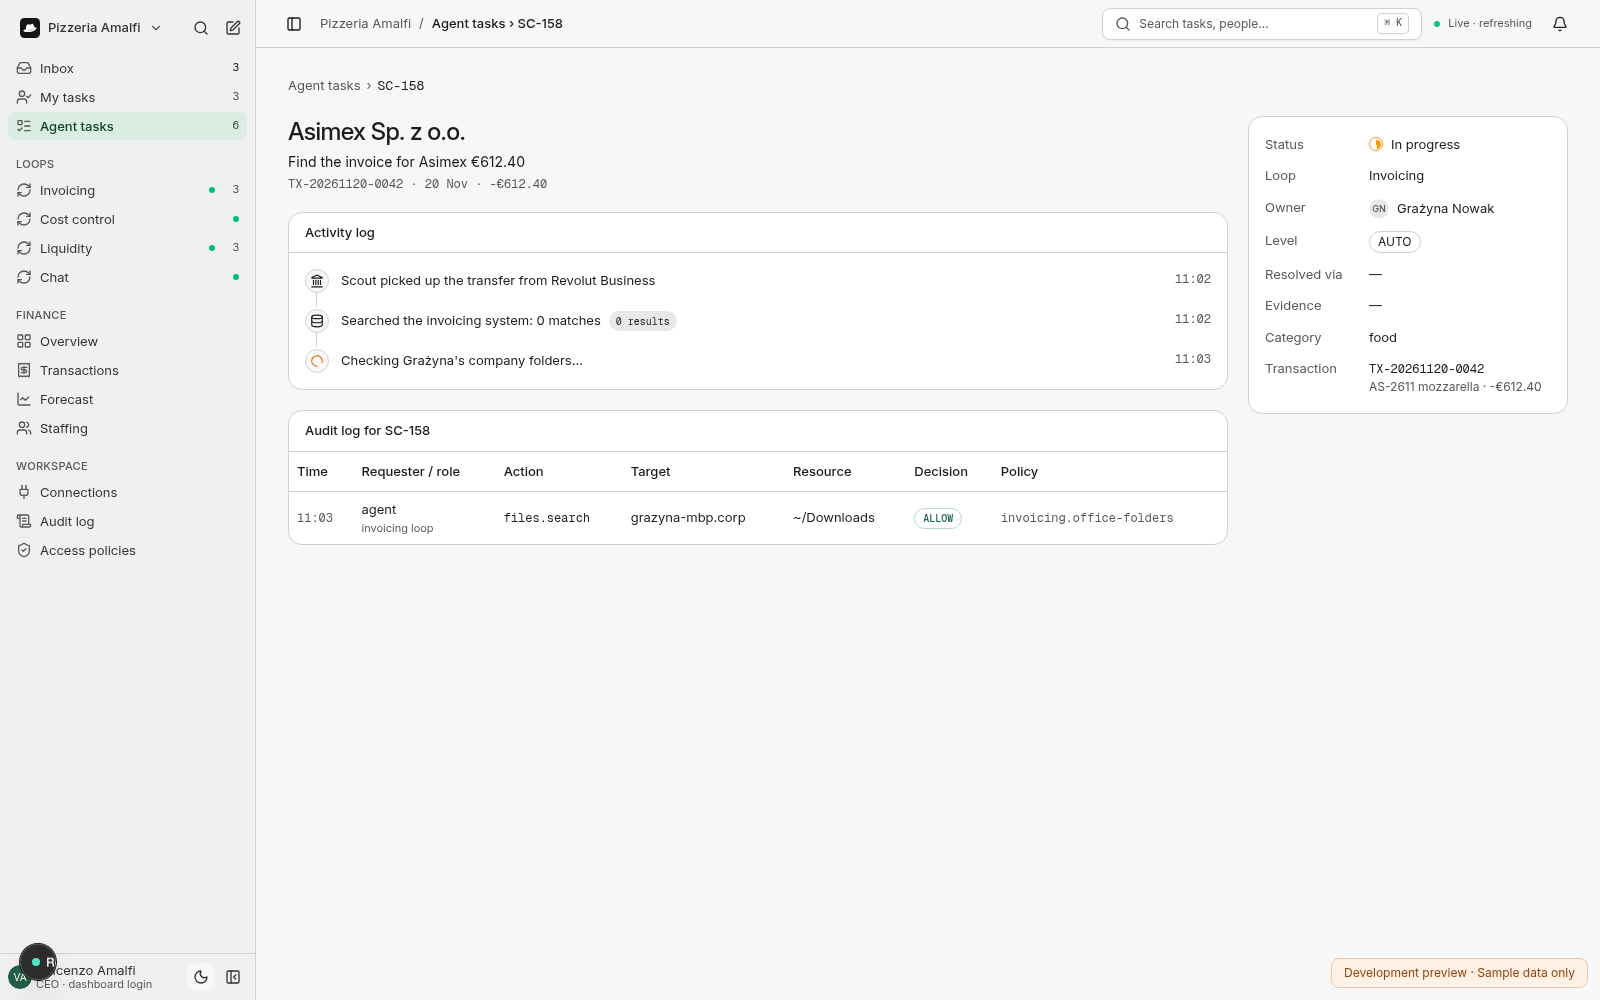 Pizzeria Amalfi
Inbox 3
My tasks 3
Agent tasks 6
LOOPS
Invoicing 3
Cost control
Liquidity 3
Chat
FINANCE
Overview
Transactions
Forecast
Staffing
WORKSPACE
Connections
Audit log
Access policies
VA
R
cenzo Amalfi
CEO · dashboard login
Pizzeria Amalfi / Agent tasks › SC-158
Search tasks, people... ⌘ K
Live · refreshing
Agent tasks › SC-158
Asimex Sp. z o.o.
Find the invoice for Asimex €612.40
TX-20261120-0042 · 20 Nov · -€612.40
Activity log
Scout picked up the transfer from Revolut Business 11:02
Searched the invoicing system: 0 matches 0 results 11:02
Checking Grażyna's company folders... 11:03
Audit log for SC-158
Time Requester / role Action Target Resource Decision Policy
11:03 agent files.search grazyna-mbp.corp ~/Downloads ALLOW invoicing.office-folders
invoicing loop
Status In progress
Loop Invoicing
Owner GN Grażyna Nowak
Level AUTO
Resolved via —
Evidence —
Category food
Transaction TX-20261120-0042
AS-2611 mozzarella · -€612.40
Development preview · Sample data only